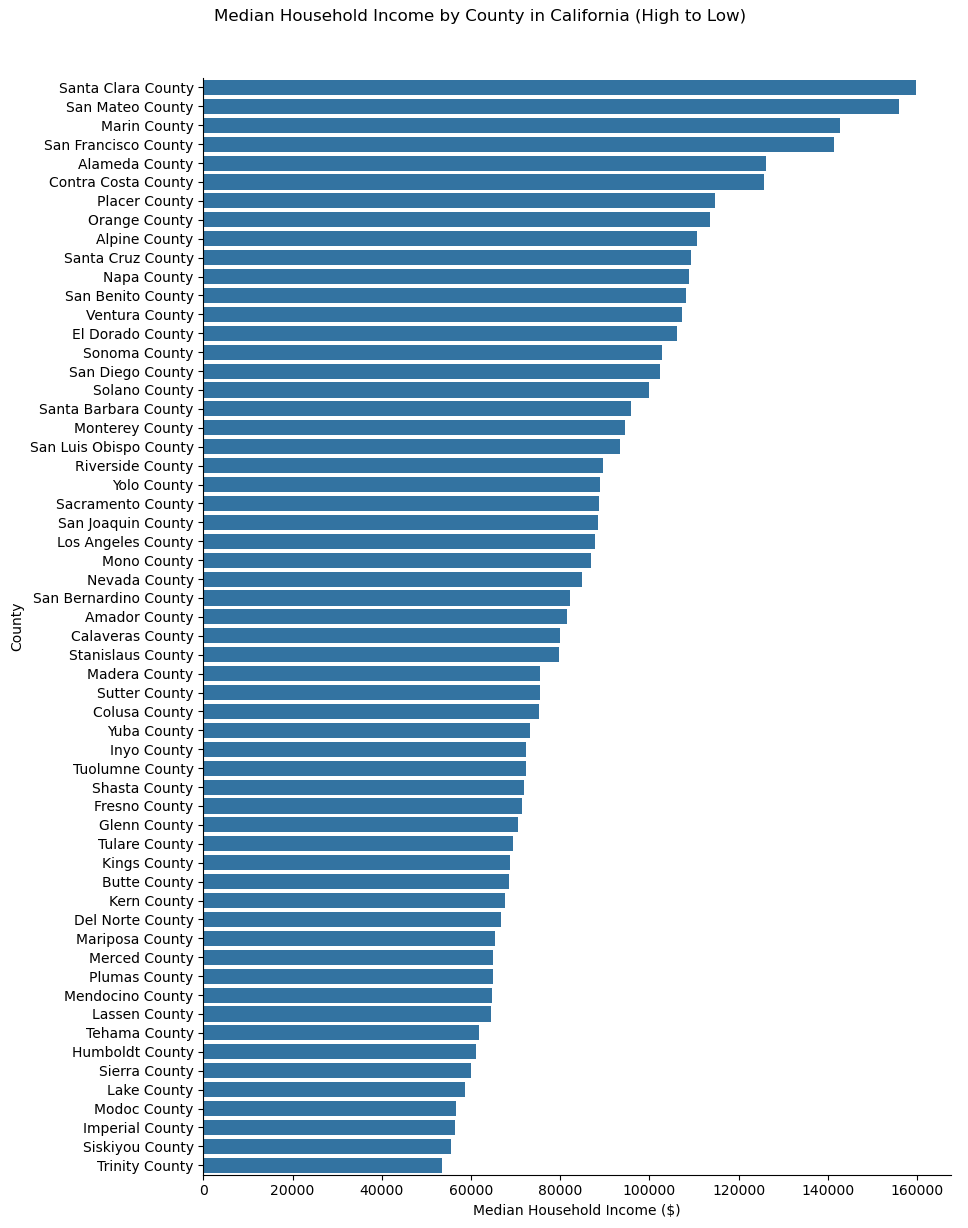 Median Household Income by County in California (High to Low)
Santa Clara County
San Mateo County
Marin County
San Francisco County
Alameda County
Contra Costa County
Placer County
Orange County
Alpine County
Santa Cruz County
Napa County
San Benito County
Ventura County
El Dorado County
Sonoma County
San Diego County
Solano County
Santa Barbara County
Monterey County
San Luis Obispo County
Riverside County
Yolo County
Sacramento County
San Joaquin County
Los Angeles County
Mono County
Nevada County
San Bernardino County
Amador County
Calaveras County
Stanislaus County
Madera County
Sutter County
Colusa County
Yuba County
Inyo County
Tuolumne County
Shasta County
Fresno County
Glenn County
Tulare County
Kings County
Butte County
Kern County
Del Norte County
Mariposa County
Merced County
Plumas County
Mendocino County
Lassen County
Tehama County
Humboldt County
Sierra County
Lake County
Modoc County
Imperial County
Siskiyou County
Trinity County
County
0 20000 40000 60000 80000 100000 120000 140000 160000
Median Household Income ($)